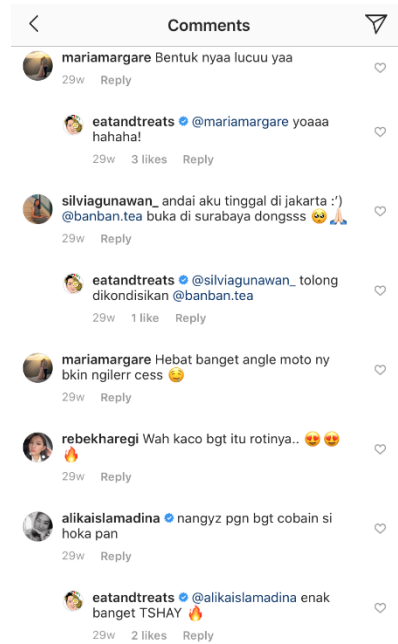 Comments
mariamargare Bentuk nyaa lucuu yaa
29w Reply
eatandtreats @mariamargare yoaaa
hahaha!
29w 3 likes Reply
silviagunawan_ andai aku tinggal di jakarta :')
@banban.tea buka di surabaya dongsss 🥺🙏🏻
29w Reply
eatandtreats @silviagunawan_ tolong
dikondisikan @banban.tea
29w 1 like Reply
mariamargare Hebat banget angle moto ny
bkin ngilerr cess ☺️
29w Reply
rebekharegi Wah kaco bgt itu rotinya.. 😍😍
🔥
29w Reply
alikaislamadina nangyz pgn bgt cobain si
hoka pan
29w Reply
eatandtreats @alikaislamadina enak
banget TSHAY 🔥
29w 2 likes Reply